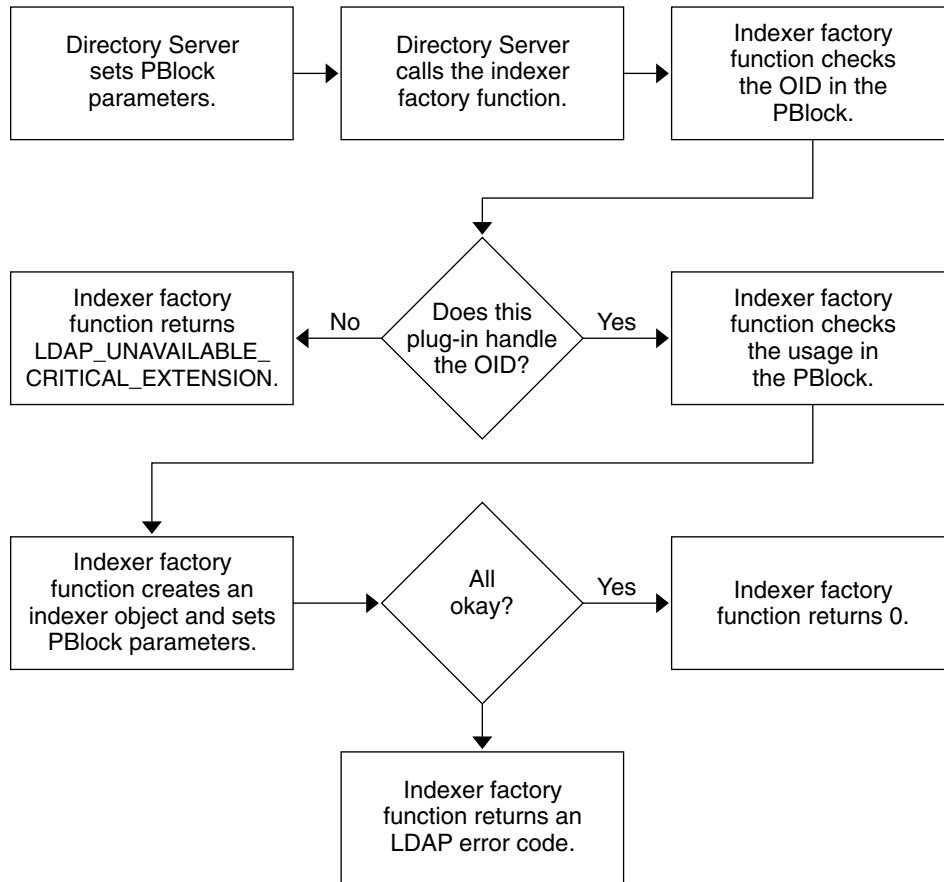 Directory Server
sets PBlock
parameters.
Directory Server
calls the indexer
factory function.
Indexer factory
function checks
the OID in the
PBlock.
Indexer factory
function returns
LDAP_UNAVAILABLE_
CRITICAL_EXTENSION.
No
Does this
plug-in handle
the OID?
Yes
Indexer factory
function checks
the usage in
the PBlock.
Indexer factory
function creates an
indexer object and sets
PBlock parameters.
All
okay?
Yes
Indexer factory
function returns 0.
Indexer factory
function returns an
LDAP error code.